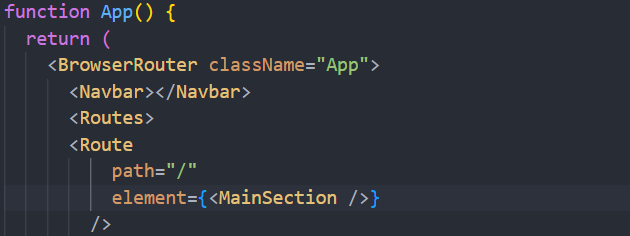 function App() {
  return (
    <BrowserRouter className="App">
      <Navbar></Navbar>
      <Routes>
      <Route
          path="/"
          element={<MainSection />}
        />